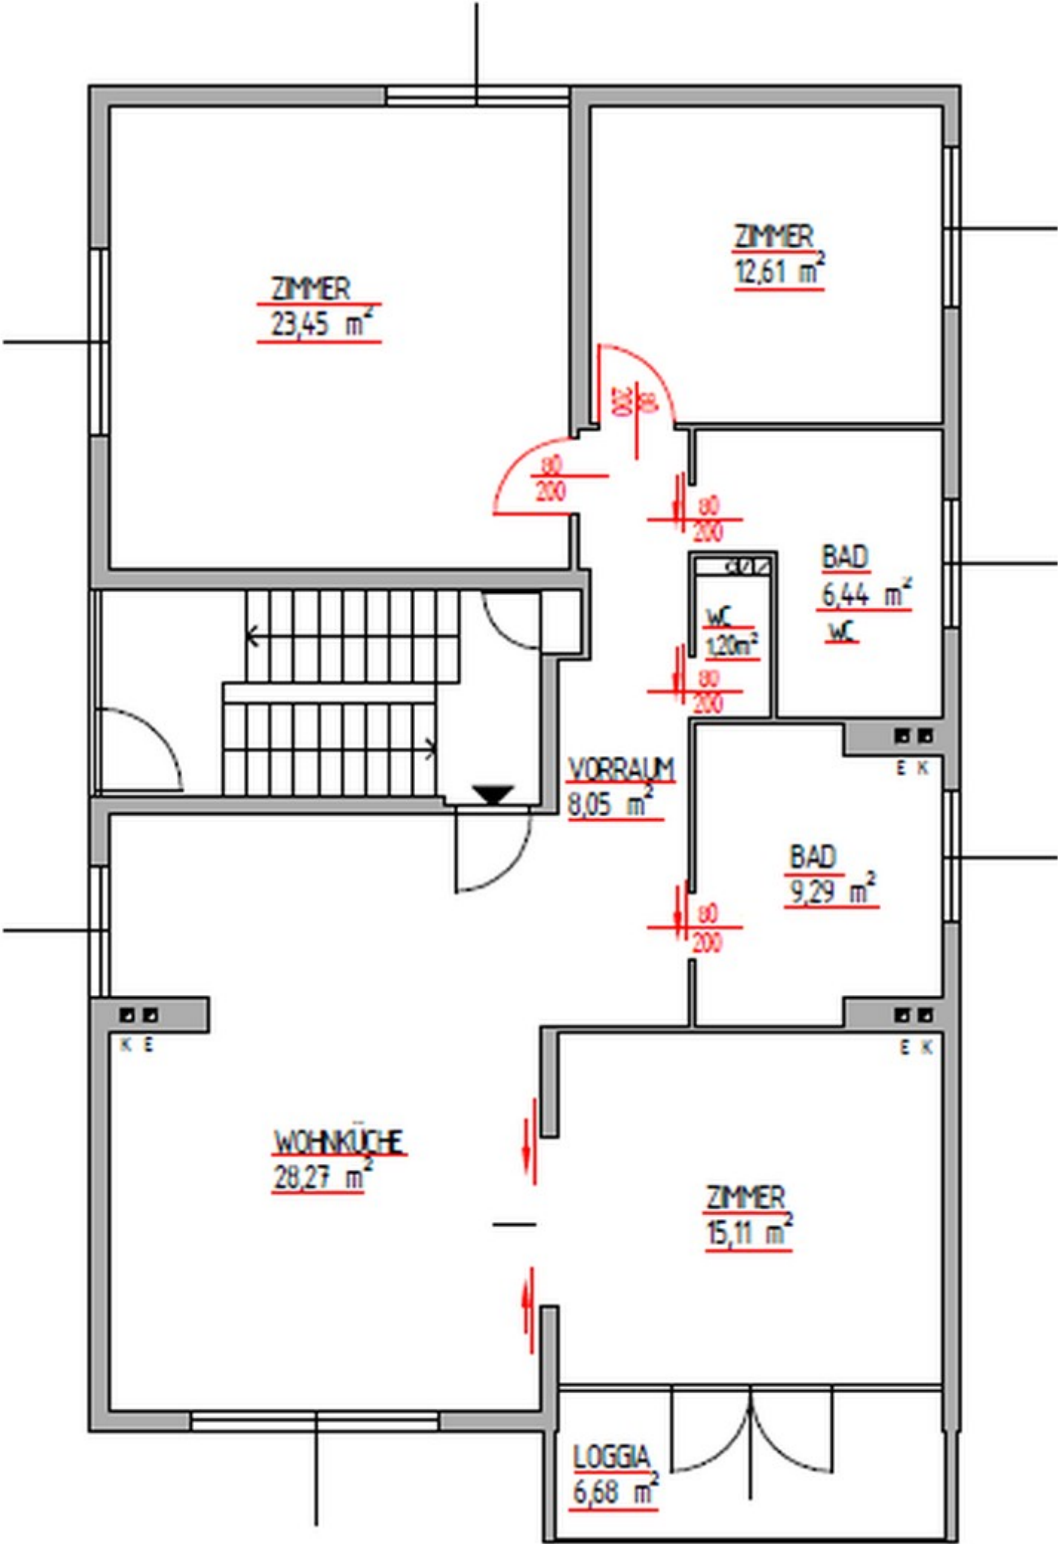 ZIMMER
12,61 m²
ZIMMER
23,45 m²
80
200
80
200
80
200
BAD
6,44 m²
WC
WC
1,20m²
80
200
E K
VORRAUM
8,05 m²
BAD
9,29 m²
80
200
K E
E K
WOHNKÜCHE
28,27 m²
ZIMMER
15,11 m²
LOGGIA
6,68 m²